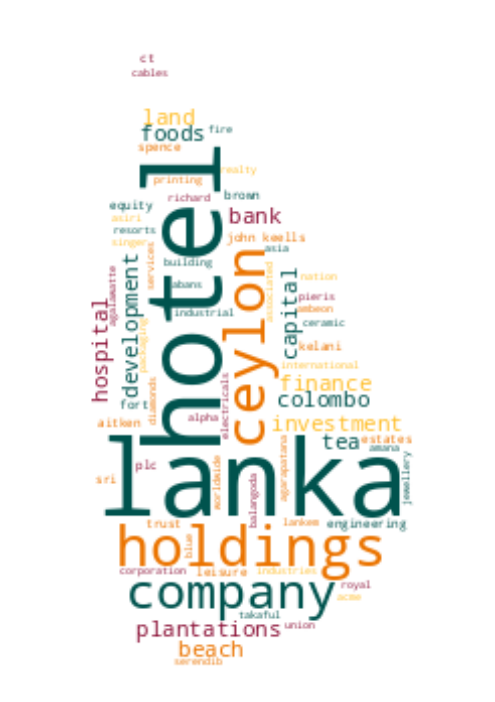 ct
cables
land
foods
fire
spence
realty
printing
richard
brown
equity
bank
asiri
resorts
john keells
singer
asia
hotel
services
building
ceylon
associated
capital
nation
agalawatte
development
abans
pieris
hospital
industrial
ambeon
ceramic
packaging
kelani
international
finance
diamonds
electricals
fort
colombo
alpha
aitken
investment
tea
estates
amana
lanka
plc
worldwide
agarapatana
jewellery
sri
balangoda
trust
blue
lankem
engineering
holdings
corporation
leisure
industries
company
royal
acme
takaful
plantations
union
beach
serendib